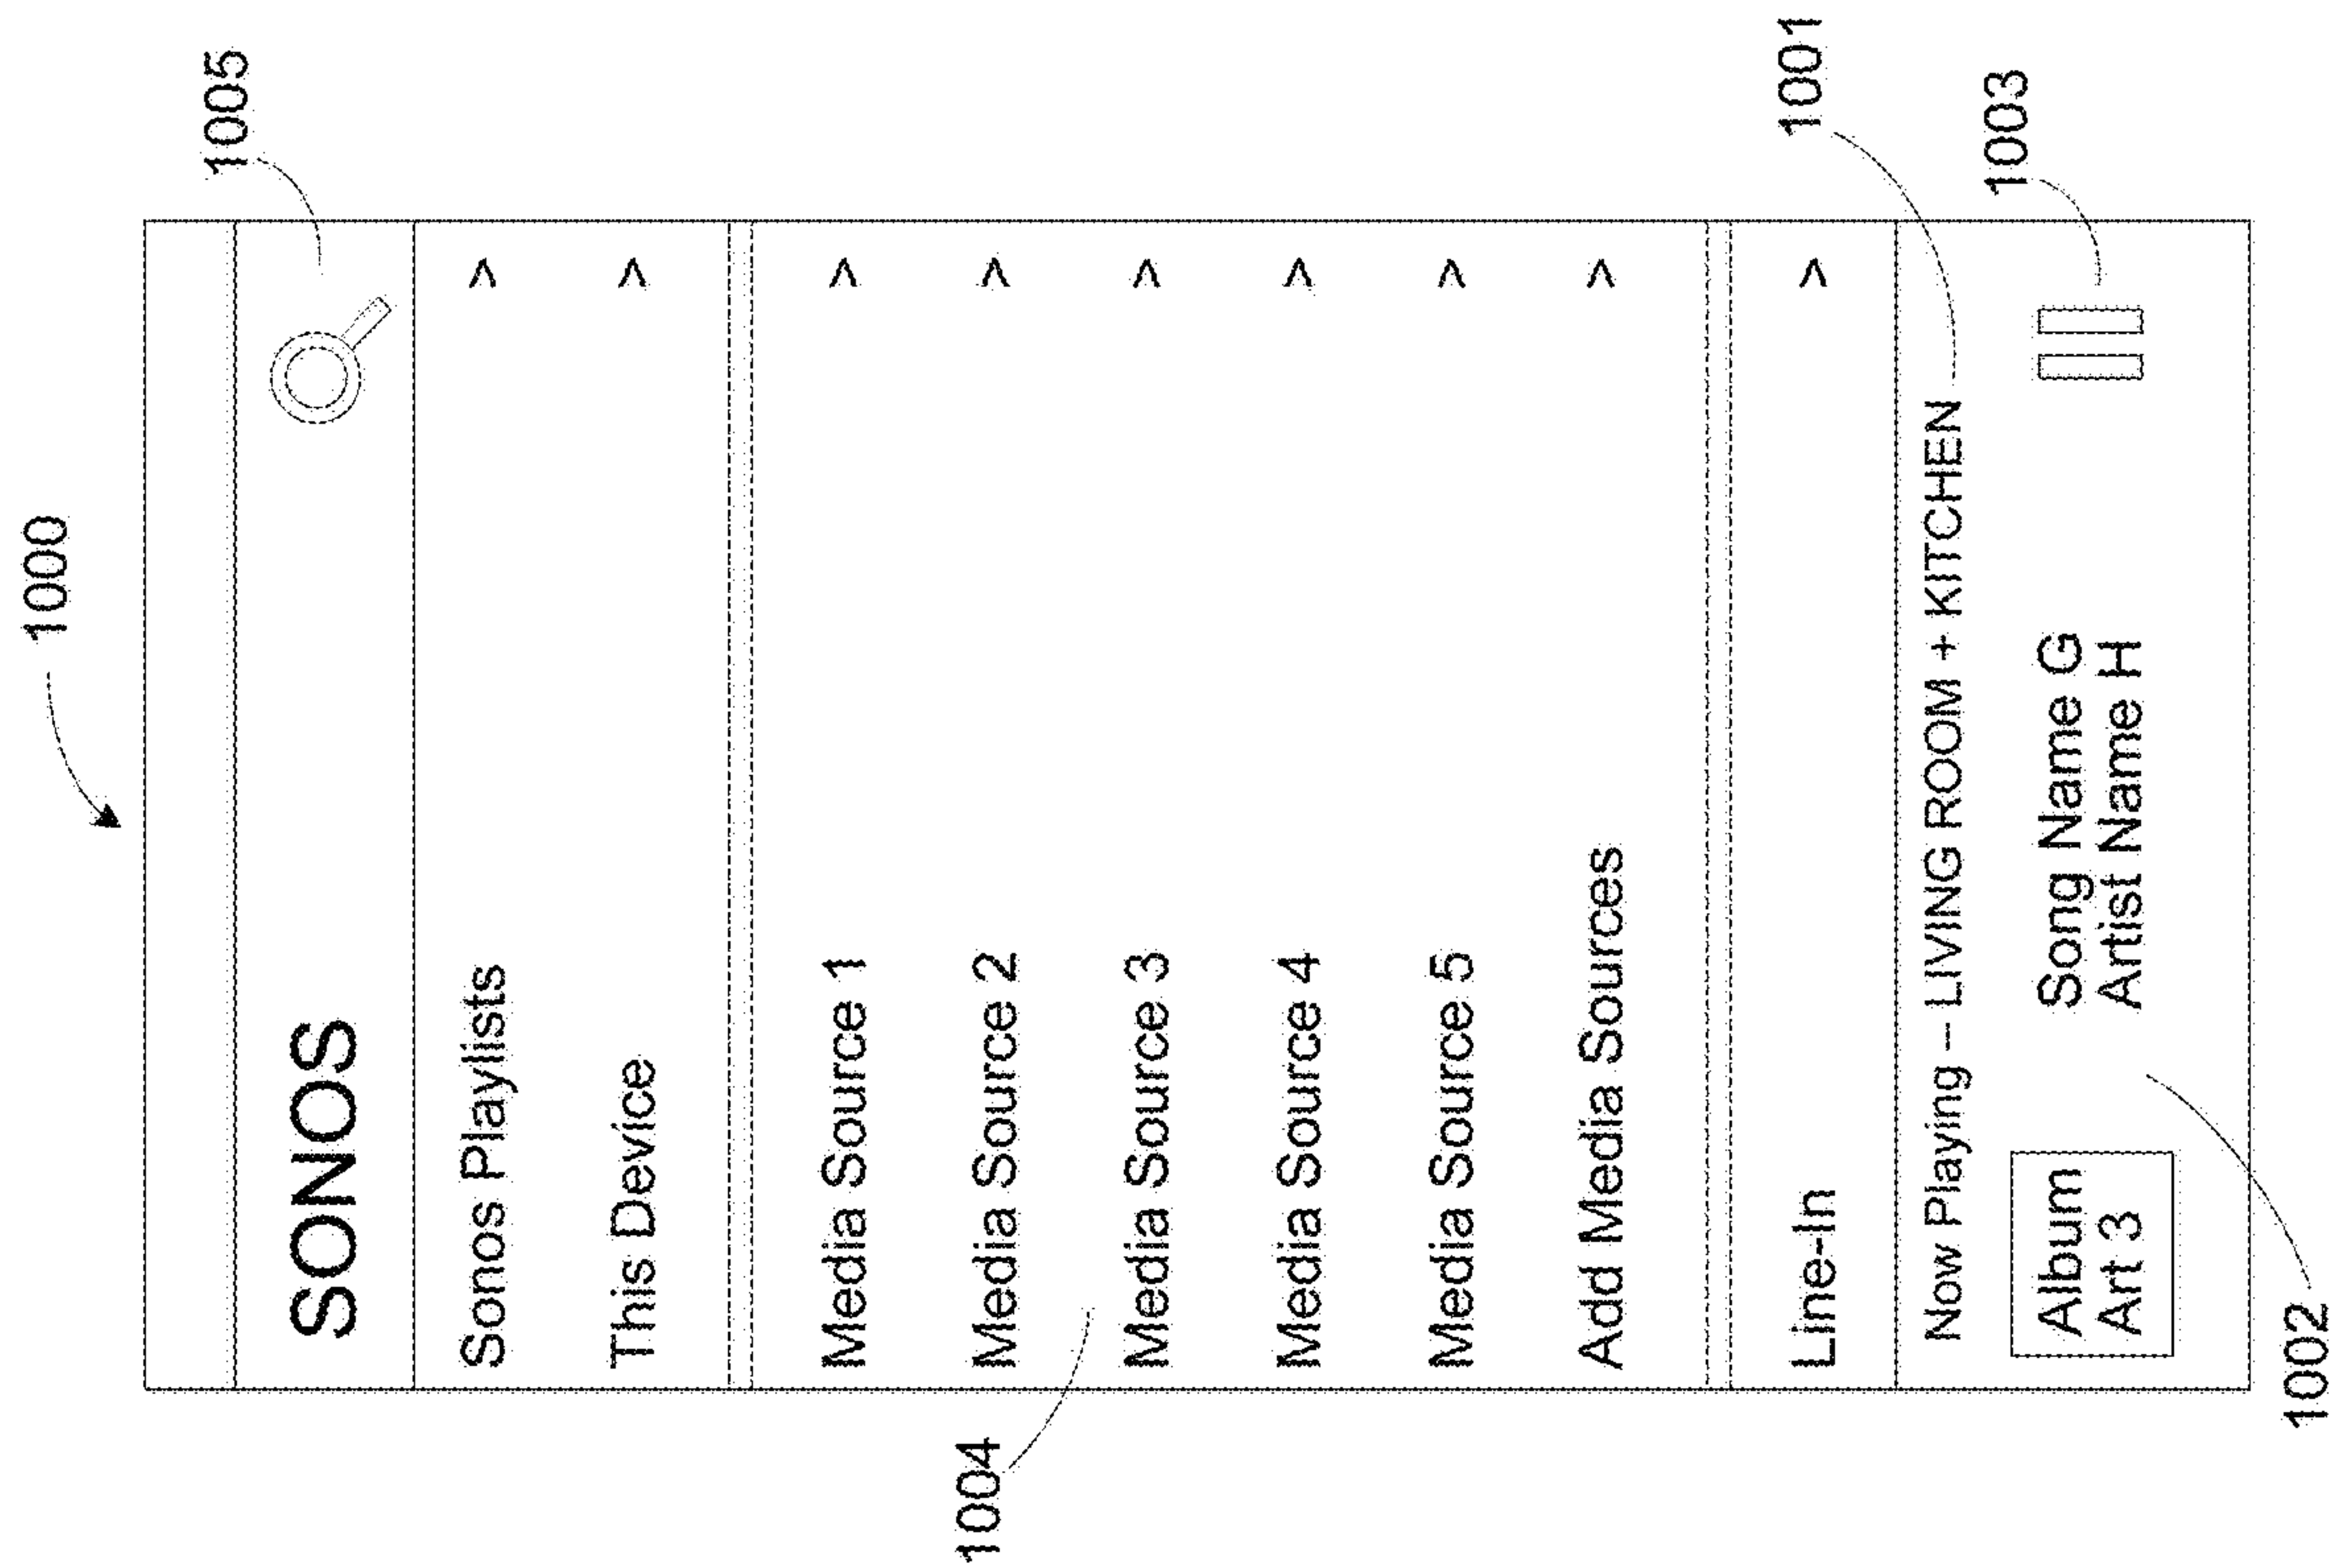 1000
1005
SONOS
Sonos Playlists >
This Device >
Media Source 1 >
Media Source 2 >
1004
Media Source 3 >
Media Source 4 >
Media Source 5 >
Add Media Sources >
Line-In >
1001
Now Playing – LIVING ROOM + KITCHEN
1003
Album
Art 3
Song Name G
Artist Name H
1002